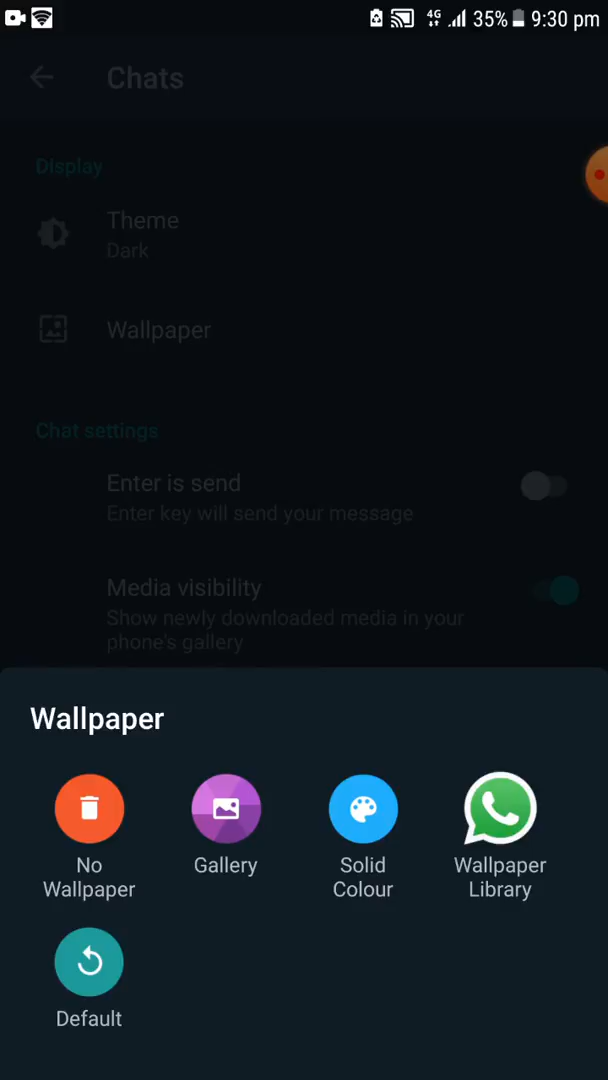 4G 35% 9:30 pm
Chats
Display
Theme
Dark
Wallpaper
Chat settings
Enter is send
Enter key will send your message
Media visibility
Show newly downloaded media in your
phone's gallery
Wallpaper
No
Wallpaper
Gallery
Solid
Colour
Wallpaper
Library
Default